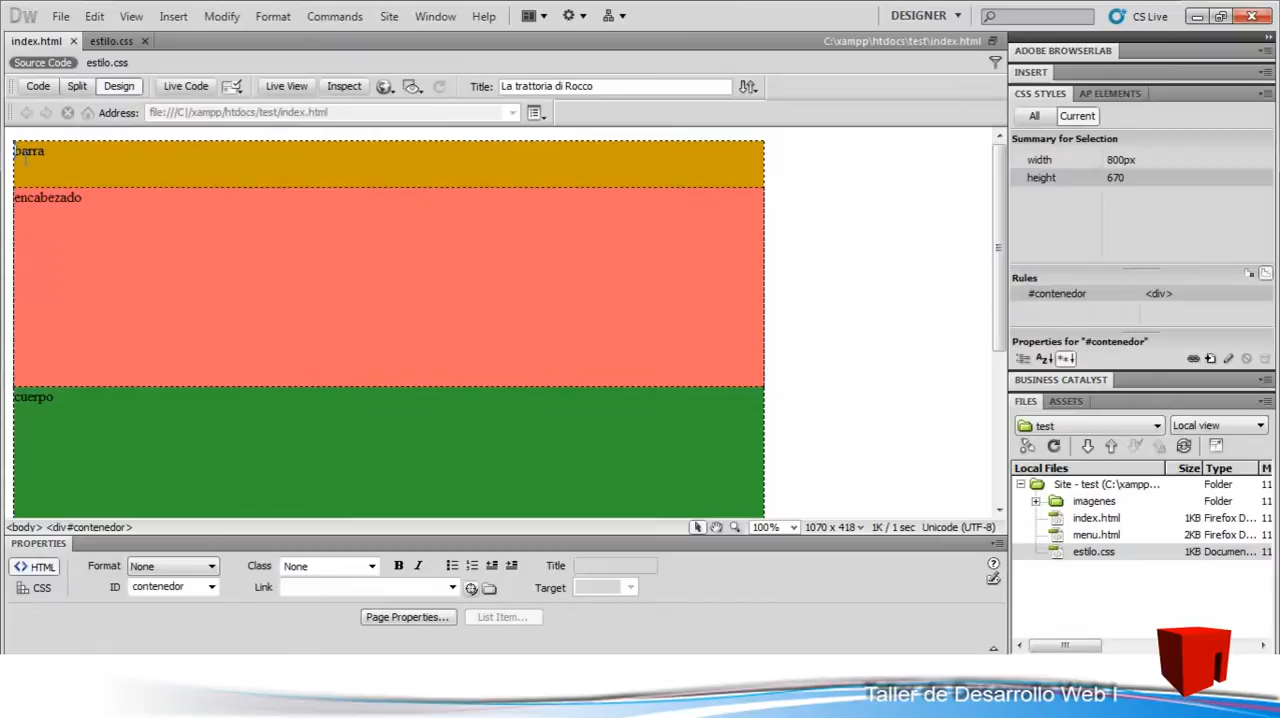 Dw File Edit View Insert Modify Format Commands Site Window Help DESIGNER CS Live
index.html estilo.css C:\xampp\htdocs\test\index.html
Source Code estilo.css
Code Split Design Live Code Live View Inspect Title: La trattoria di Rocco
Address: file:///C|/xampp/htdocs/test/index.html
barra
encabezado
cuerpo
<body> <div#contenedor> 100% 1070 x 418 1K / 1 sec Unicode (UTF-8)
PROPERTIES
HTML Format None Class None Title
CSS ID contenedor Link Target
Page Properties... List Item...
ADOBE BROWSERLAB
INSERT
CSS STYLES AP ELEMENTS
All Current
Summary for Selection
width 800px
height 670
Rules
#contenedor <div>
Properties for "#contenedor"
BUSINESS CATALYST
FILES ASSETS
test Local view
Local Files Size Type M
Site - test (C:\xampp... Folder 11
imagenes Folder 11
index.html 1KB Firefox D... 11
menu.html 2KB Firefox D... 11
estilo.css 1KB Documen... 11
Taller de Desarrollo Web I